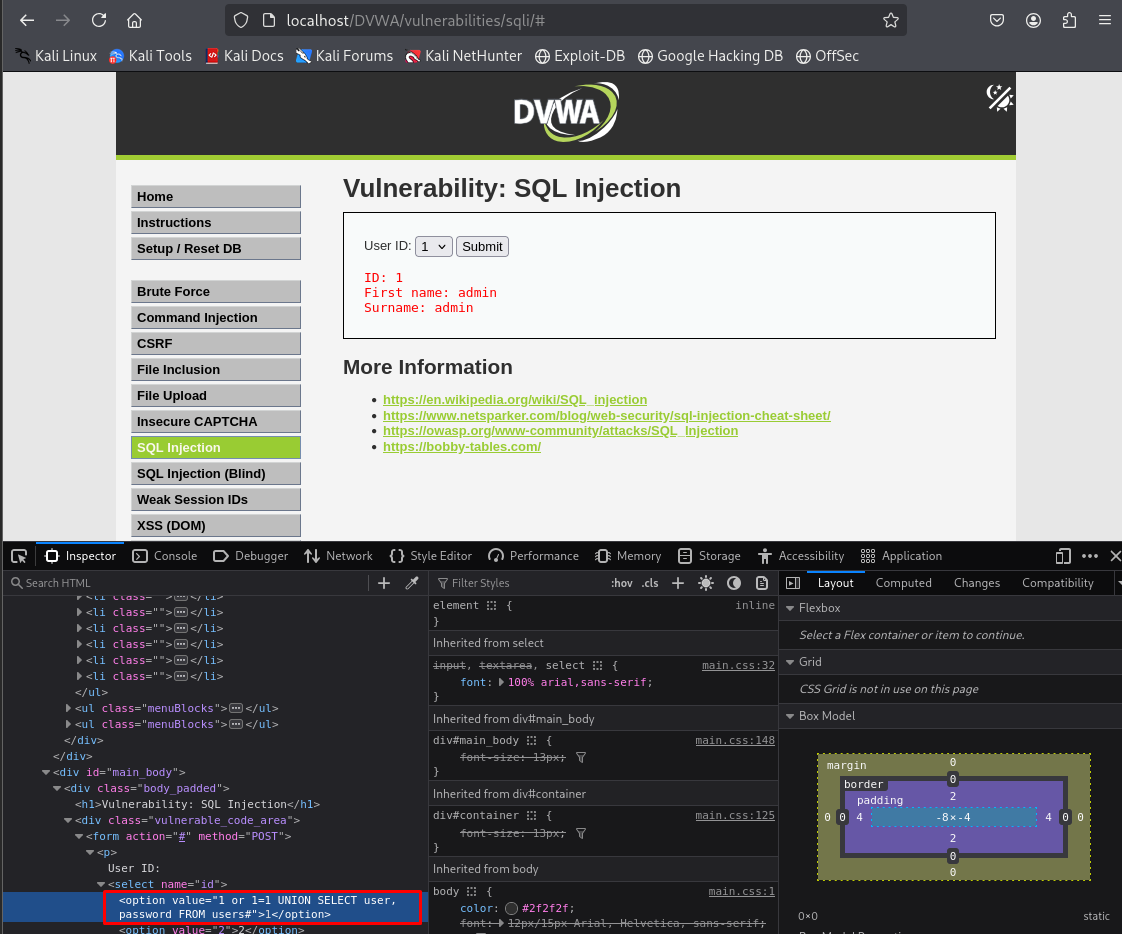 localhost/DVWA/vulnerabilities/sqli/#
Kali Linux Kali Tools Kali Docs Kali Forums Kali NetHunter Exploit-DB Google Hacking DB OffSec
DVWA
Home
Instructions
Setup / Reset DB
Brute Force
Command Injection
CSRF
File Inclusion
File Upload
Insecure CAPTCHA
SQL Injection
SQL Injection (Blind)
Weak Session IDs
XSS (DOM)
Vulnerability: SQL Injection
User ID: 1 Submit
ID: 1
First name: admin
Surname: admin
More Information
https://en.wikipedia.org/wiki/SQL_injection
https://www.netsparker.com/blog/web-security/sql-injection-cheat-sheet/
https://owasp.org/www-community/attacks/SQL_Injection
https://bobby-tables.com/
Inspector Console Debugger Network Style Editor Performance Memory Storage Accessibility Application
Search HTML
<li class=""></li>
<li class=""></li>
<li class=""></li>
<li class=""></li>
<li class=""></li>
<li class=""></li>
</ul>
<ul class="menuBlocks"></ul>
<ul class="menuBlocks"></ul>
</div>
</div>
<div id="main_body">
<div class="body_padded">
<h1>Vulnerability: SQL Injection</h1>
<div class="vulnerable_code_area">
<form action="#" method="POST">
<p>
User ID:
<select name="id">
<option value="1 or 1=1 UNION SELECT user,
password FROM users#">1</option>
<option value="2">2</option>
Filter Styles :hov .cls
element { inline
}
Inherited from select
input, textarea, select { main.css:32
font: 100% arial,sans-serif;
}
Inherited from div#main_body
div#main_body { main.css:148
font-size: 13px;
}
Inherited from div#container
div#container { main.css:125
font-size: 13px;
}
Inherited from body
body { main.css:1
color: #2f2f2f;
font: 12px/15px Arial, Helvetica, sans-serif;
Layout Computed Changes Compatibility
Flexbox
Select a Flex container or item to continue.
Grid
CSS Grid is not in use on this page
Box Model
margin 0
border 0
padding 2
0 0 4 -8×-4 4 0 0
2
0
0
0×0 static